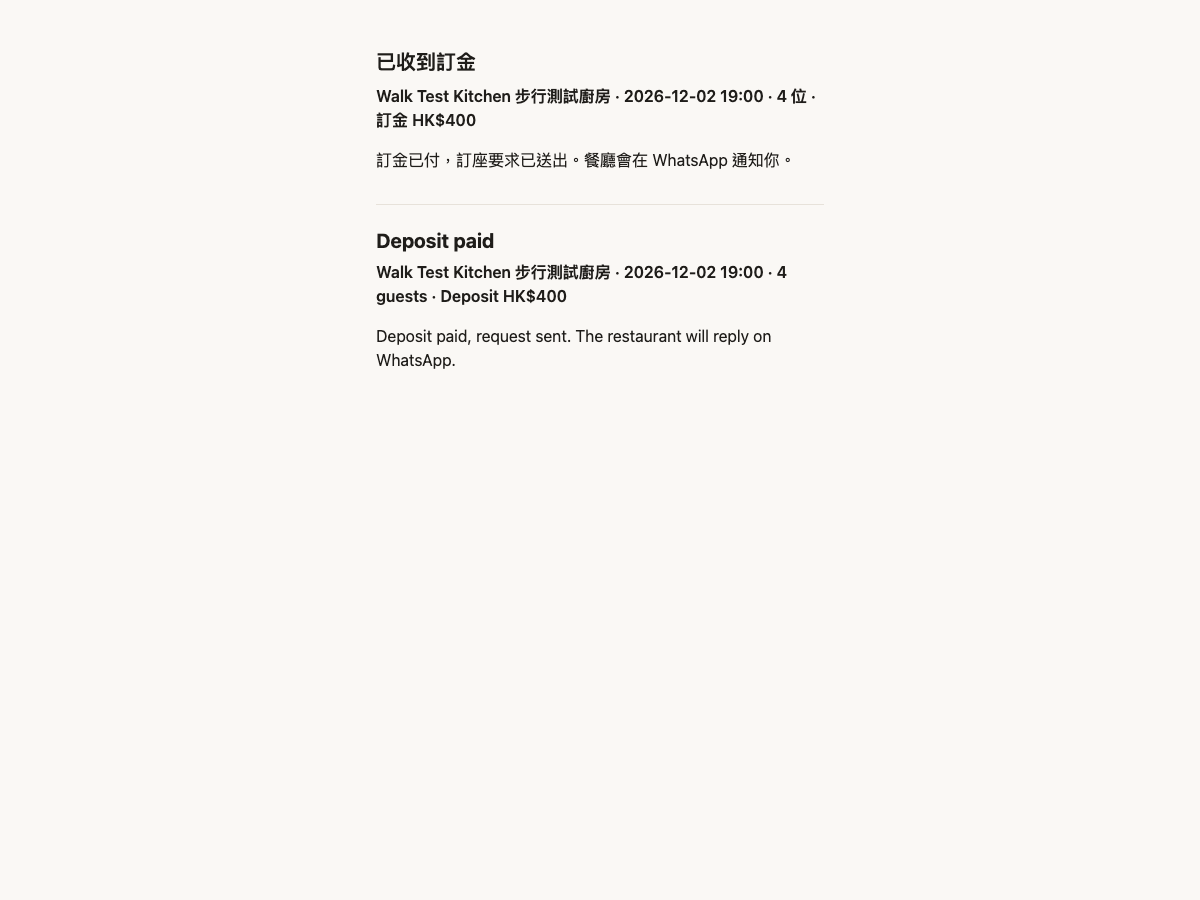 已收到訂金
Walk Test Kitchen 步行測試廚房 · 2026-12-02 19:00 · 4 位 ·
訂金 HK$400
訂金已付，訂座要求已送出。餐廳會在 WhatsApp 通知你。
Deposit paid
Walk Test Kitchen 步行測試廚房 · 2026-12-02 19:00 · 4
guests · Deposit HK$400
Deposit paid, request sent. The restaurant will reply on
WhatsApp.